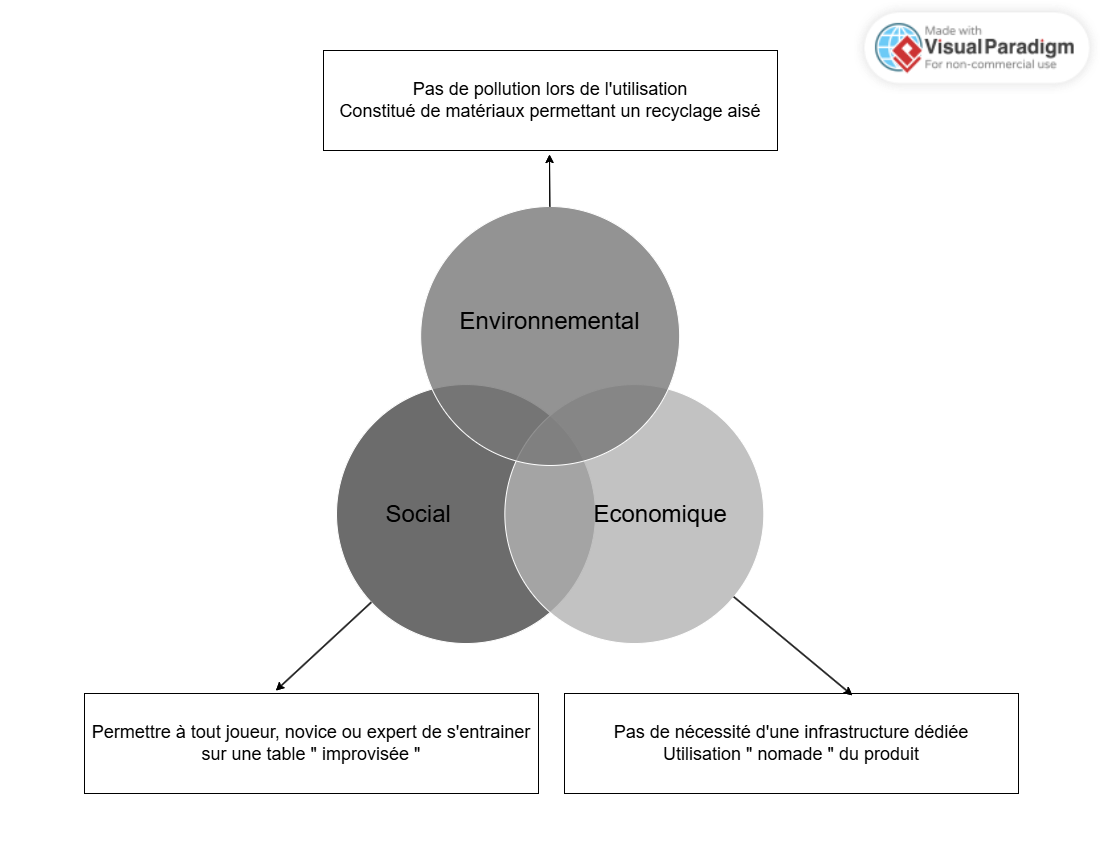 Made with
Visual Paradigm
For non-commercial use
Pas de pollution lors de l'utilisation
Constitué de matériaux permettant un recyclage aisé
Environnemental
Social
Economique
Permettre à tout joueur, novice ou expert de s'entrainer
sur une table " improvisée "
Pas de nécessité d'une infrastructure dédiée
Utilisation " nomade " du produit